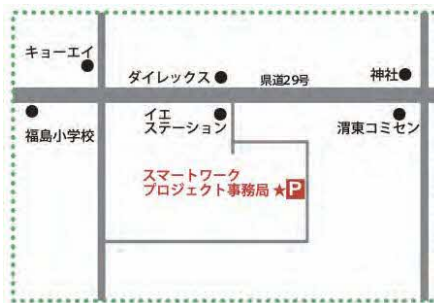 キョーエイ
ダイレックス
県道29号
神社
福島小学校
イエ
ステーション
渭東コミセン
スマートワーク
プロジェクト事務局 ★P